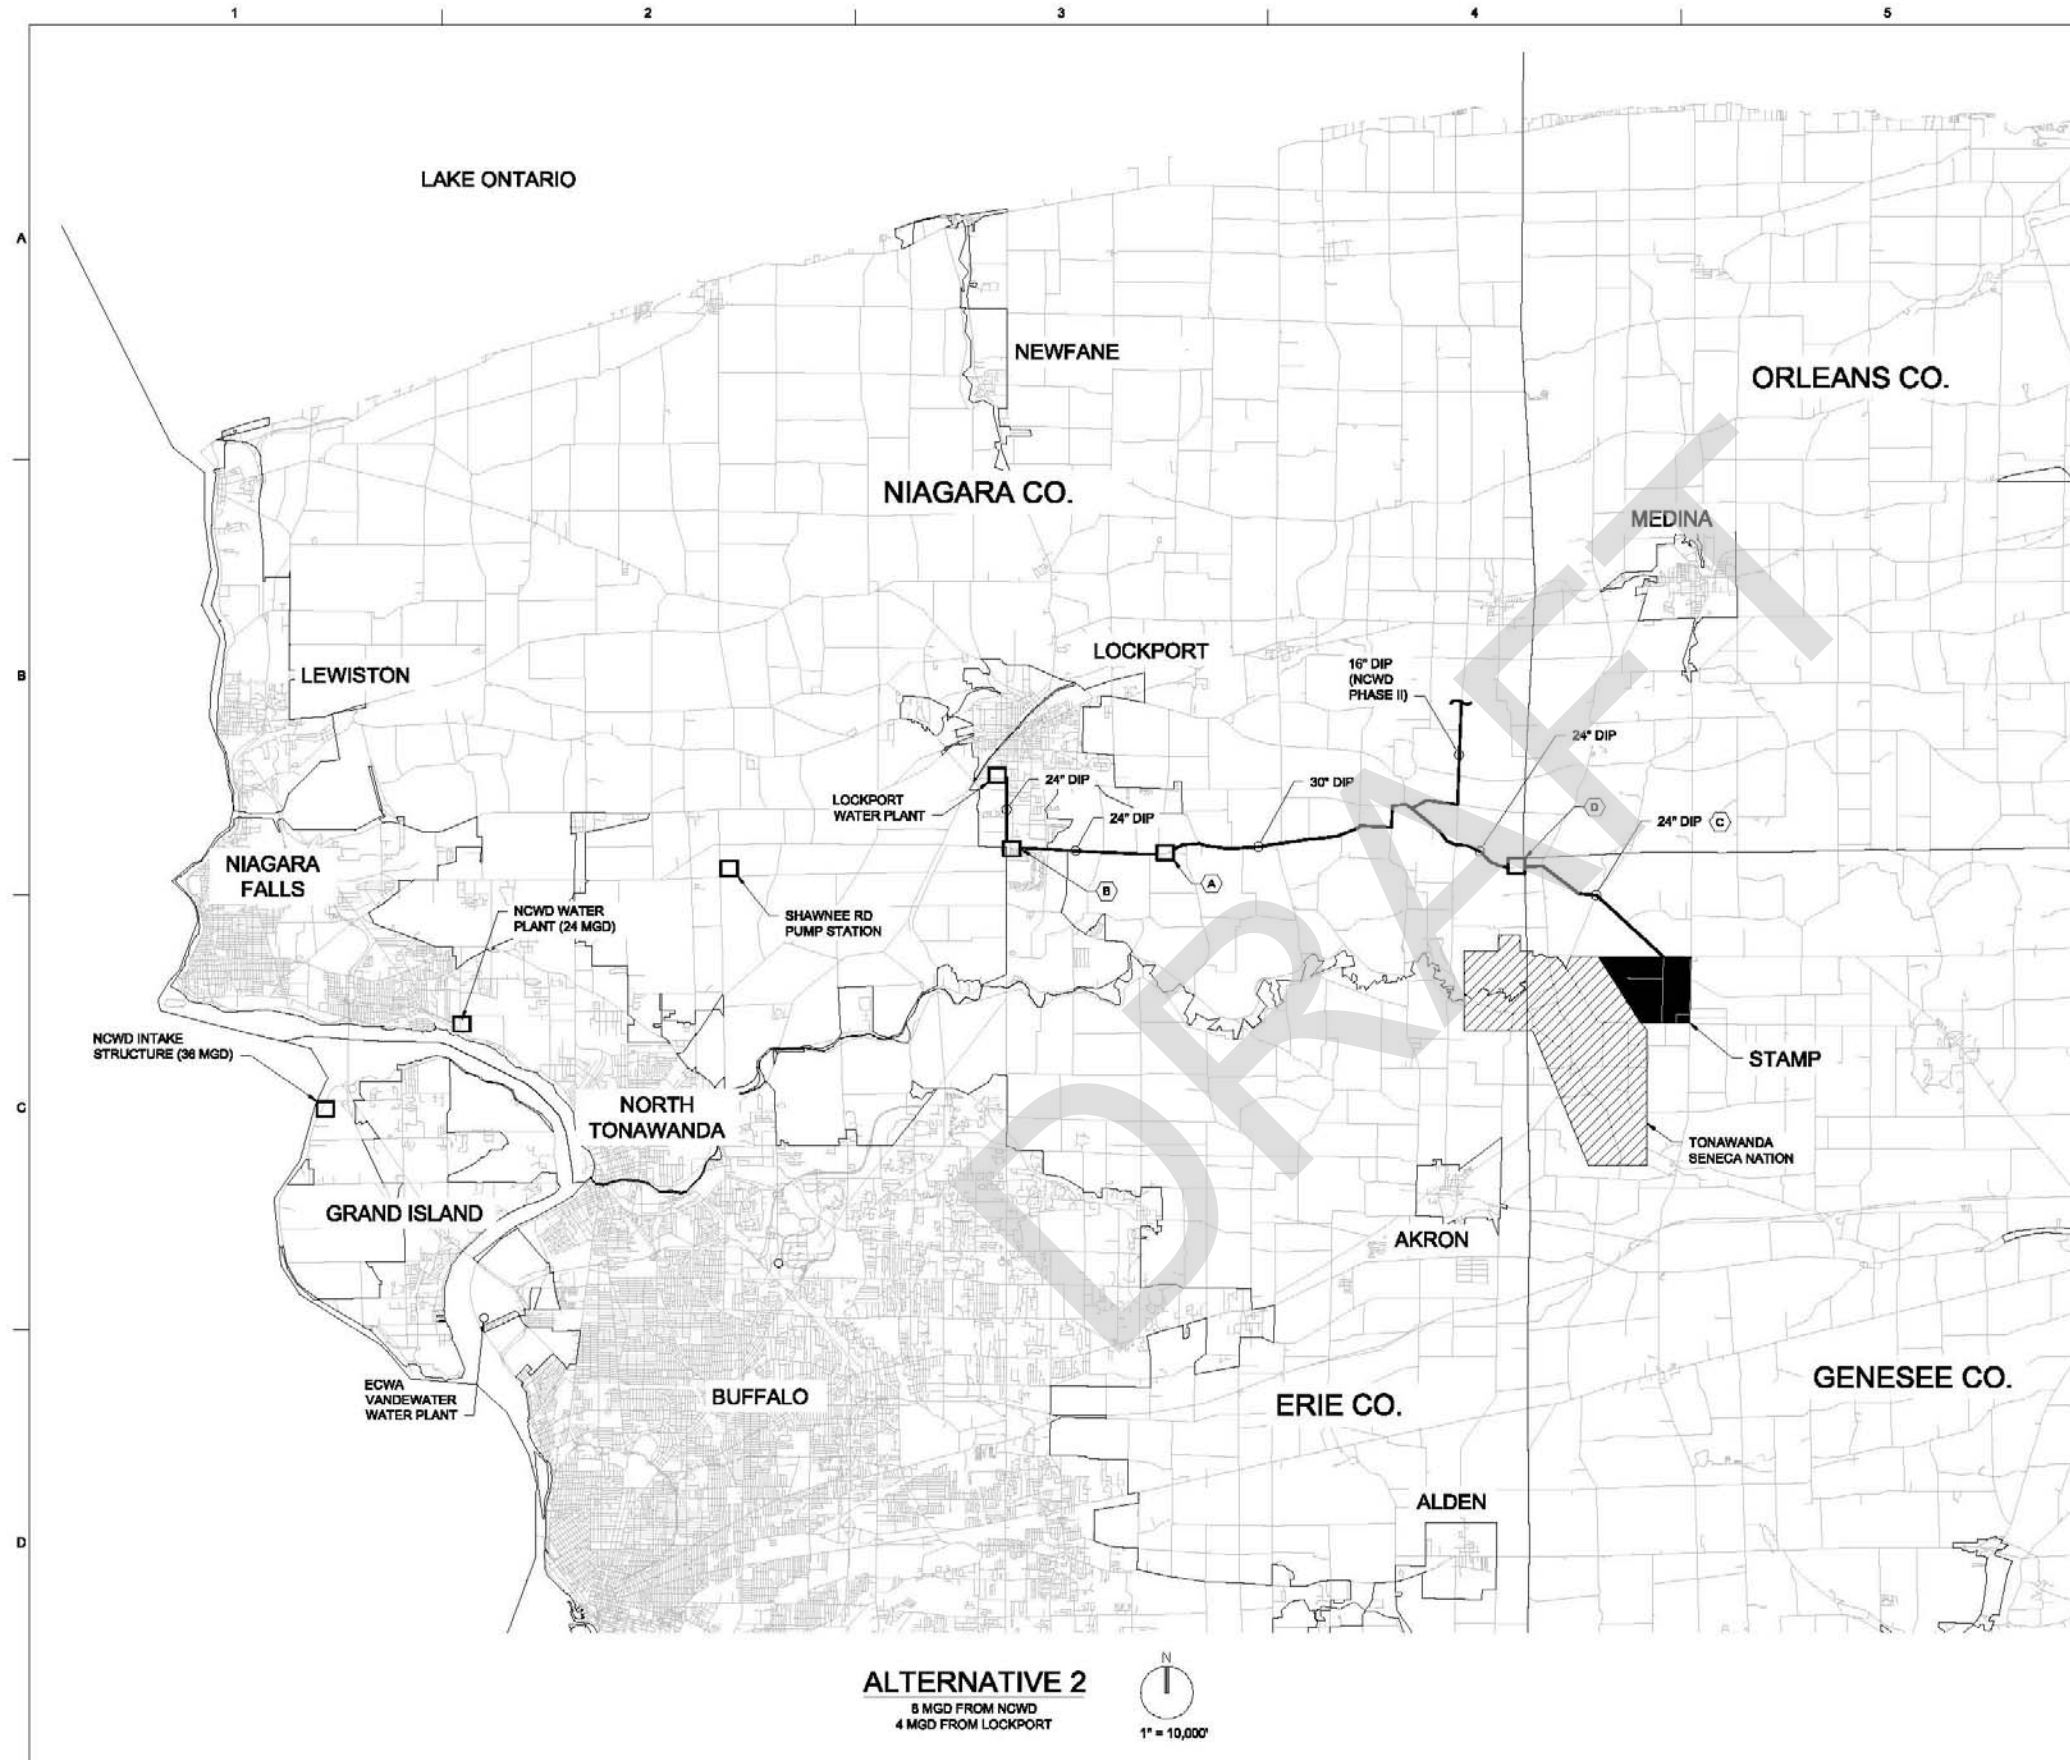 1
2
3
4
5
A
LAKE ONTARIO
NEWFANE
ORLEANS CO.
NIAGARA CO.
MEDINA
B
LEWISTON
LOCKPORT
16" DIP
(NCWD
PHASE II)
24" DIP
24" DIP
30" DIP
LOCKPORT
WATER PLANT
24" DIP
D
24" DIP
C
NIAGARA
FALLS
B
A
NCWD WATER
PLANT (24 MGD)
SHAWNEE RD
PUMP STATION
NCWD INTAKE
STRUCTURE (36 MGD)
STAMP
C
NORTH
TONAWANDA
TONAWANDA
SENECA NATION
GRAND ISLAND
AKRON
ECWA
VANDEWATER
WATER PLANT
BUFFALO
ERIE CO.
GENESEE CO.
ALDEN
D
DRAFT
ALTERNATIVE 2
MGD FROM NCWD
4 MGD FROM LOCKPORT
N
1" = 10,000'